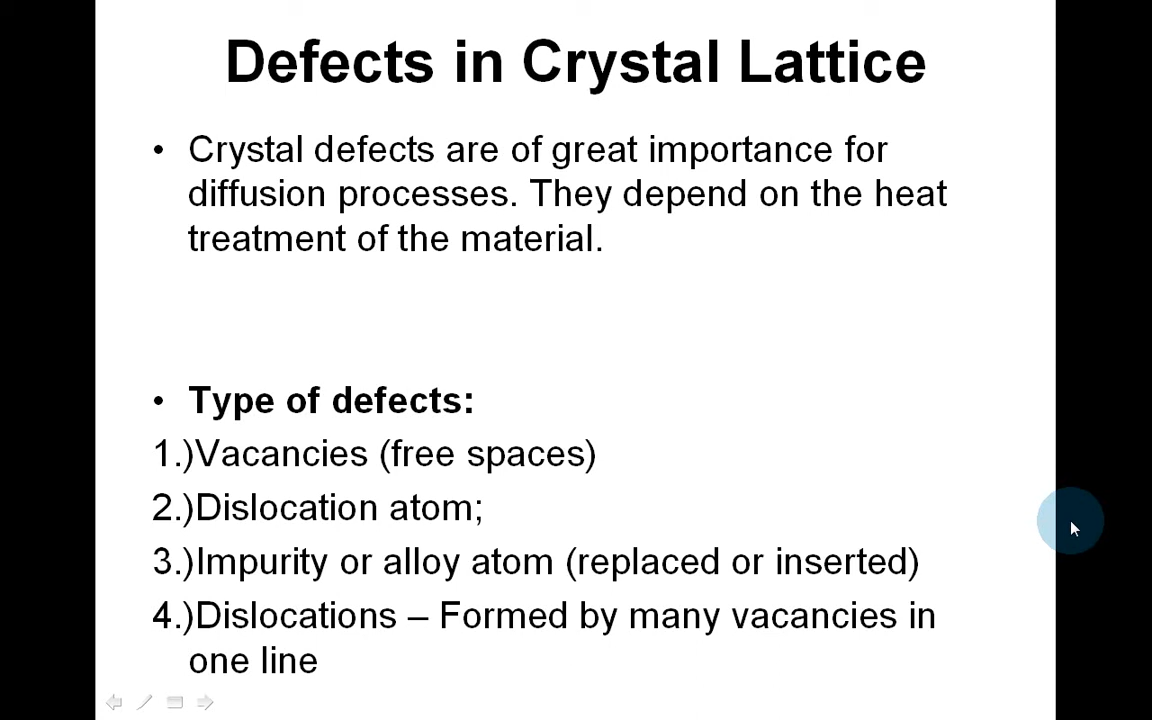 Defects in Crystal Lattice
• Crystal defects are of great importance for
diffusion processes. They depend on the heat
treatment of the material.
• Type of defects:
1.)Vacancies (free spaces)
2.)Dislocation atom;
3.)Impurity or alloy atom (replaced or inserted)
4.)Dislocations – Formed by many vacancies in
one line